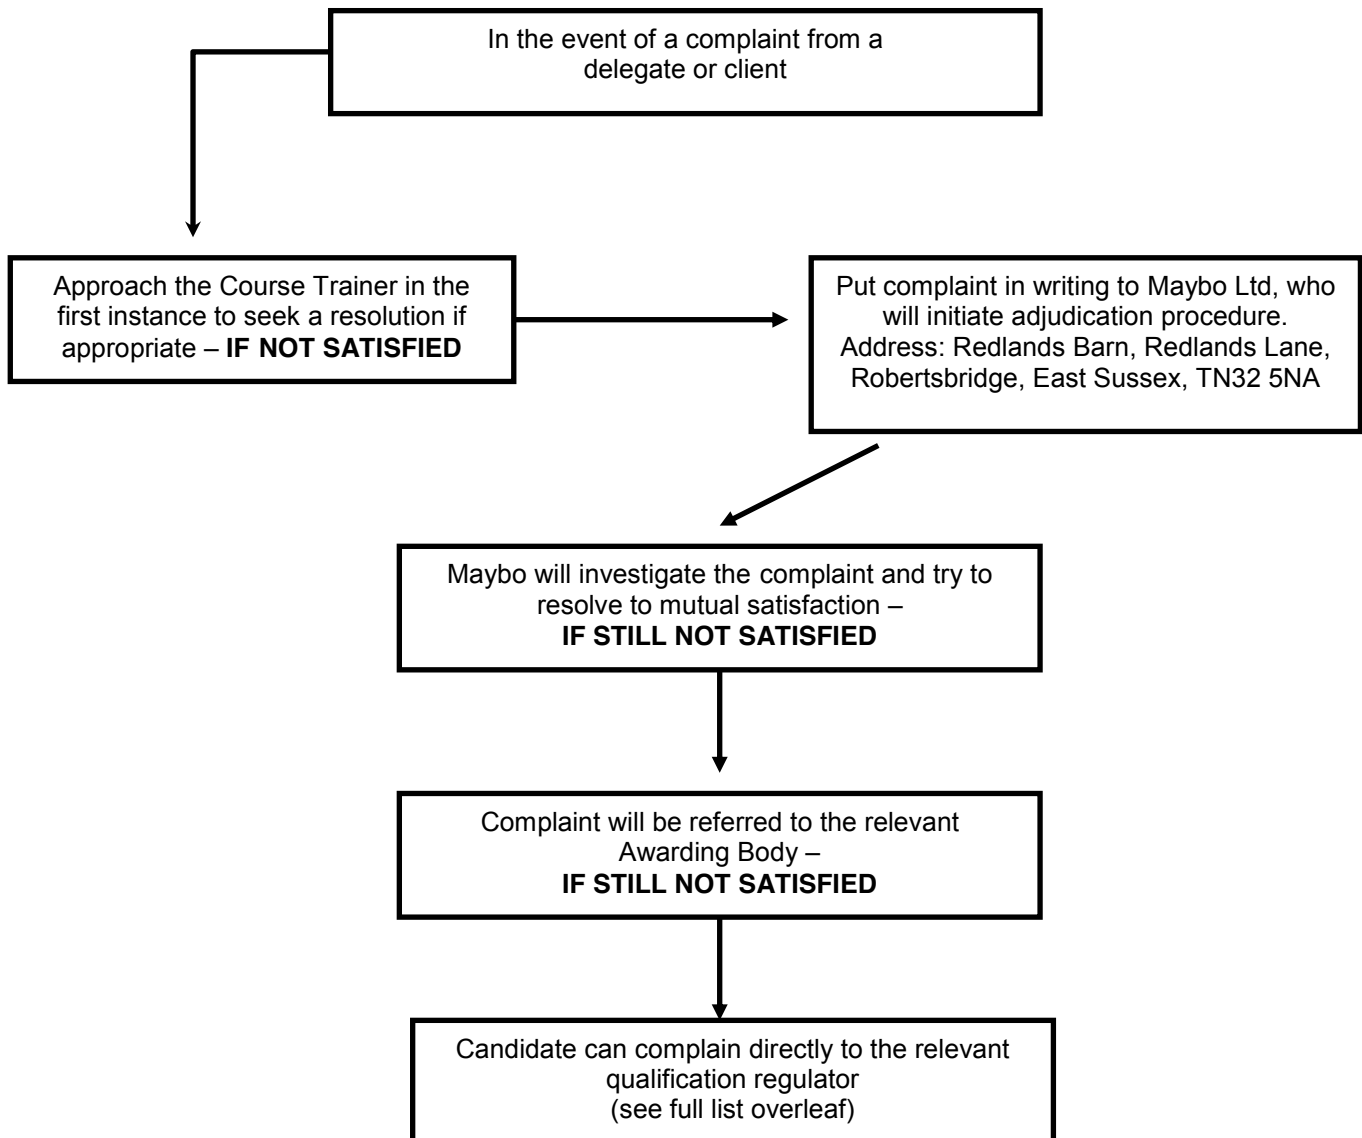 In the event of a complaint from a
delegate or client
Approach the Course Trainer in the
first instance to seek a resolution if
appropriate – IF NOT SATISFIED
Put complaint in writing to Maybo Ltd, who
will initiate adjudication procedure.
Address: Redlands Barn, Redlands Lane,
Robertsbridge, East Sussex, TN32 5NA
Maybo will investigate the complaint and try to
resolve to mutual satisfaction –
IF STILL NOT SATISFIED
Complaint will be referred to the relevant
Awarding Body –
IF STILL NOT SATISFIED
Candidate can complain directly to the relevant
qualification regulator
(see full list overleaf)